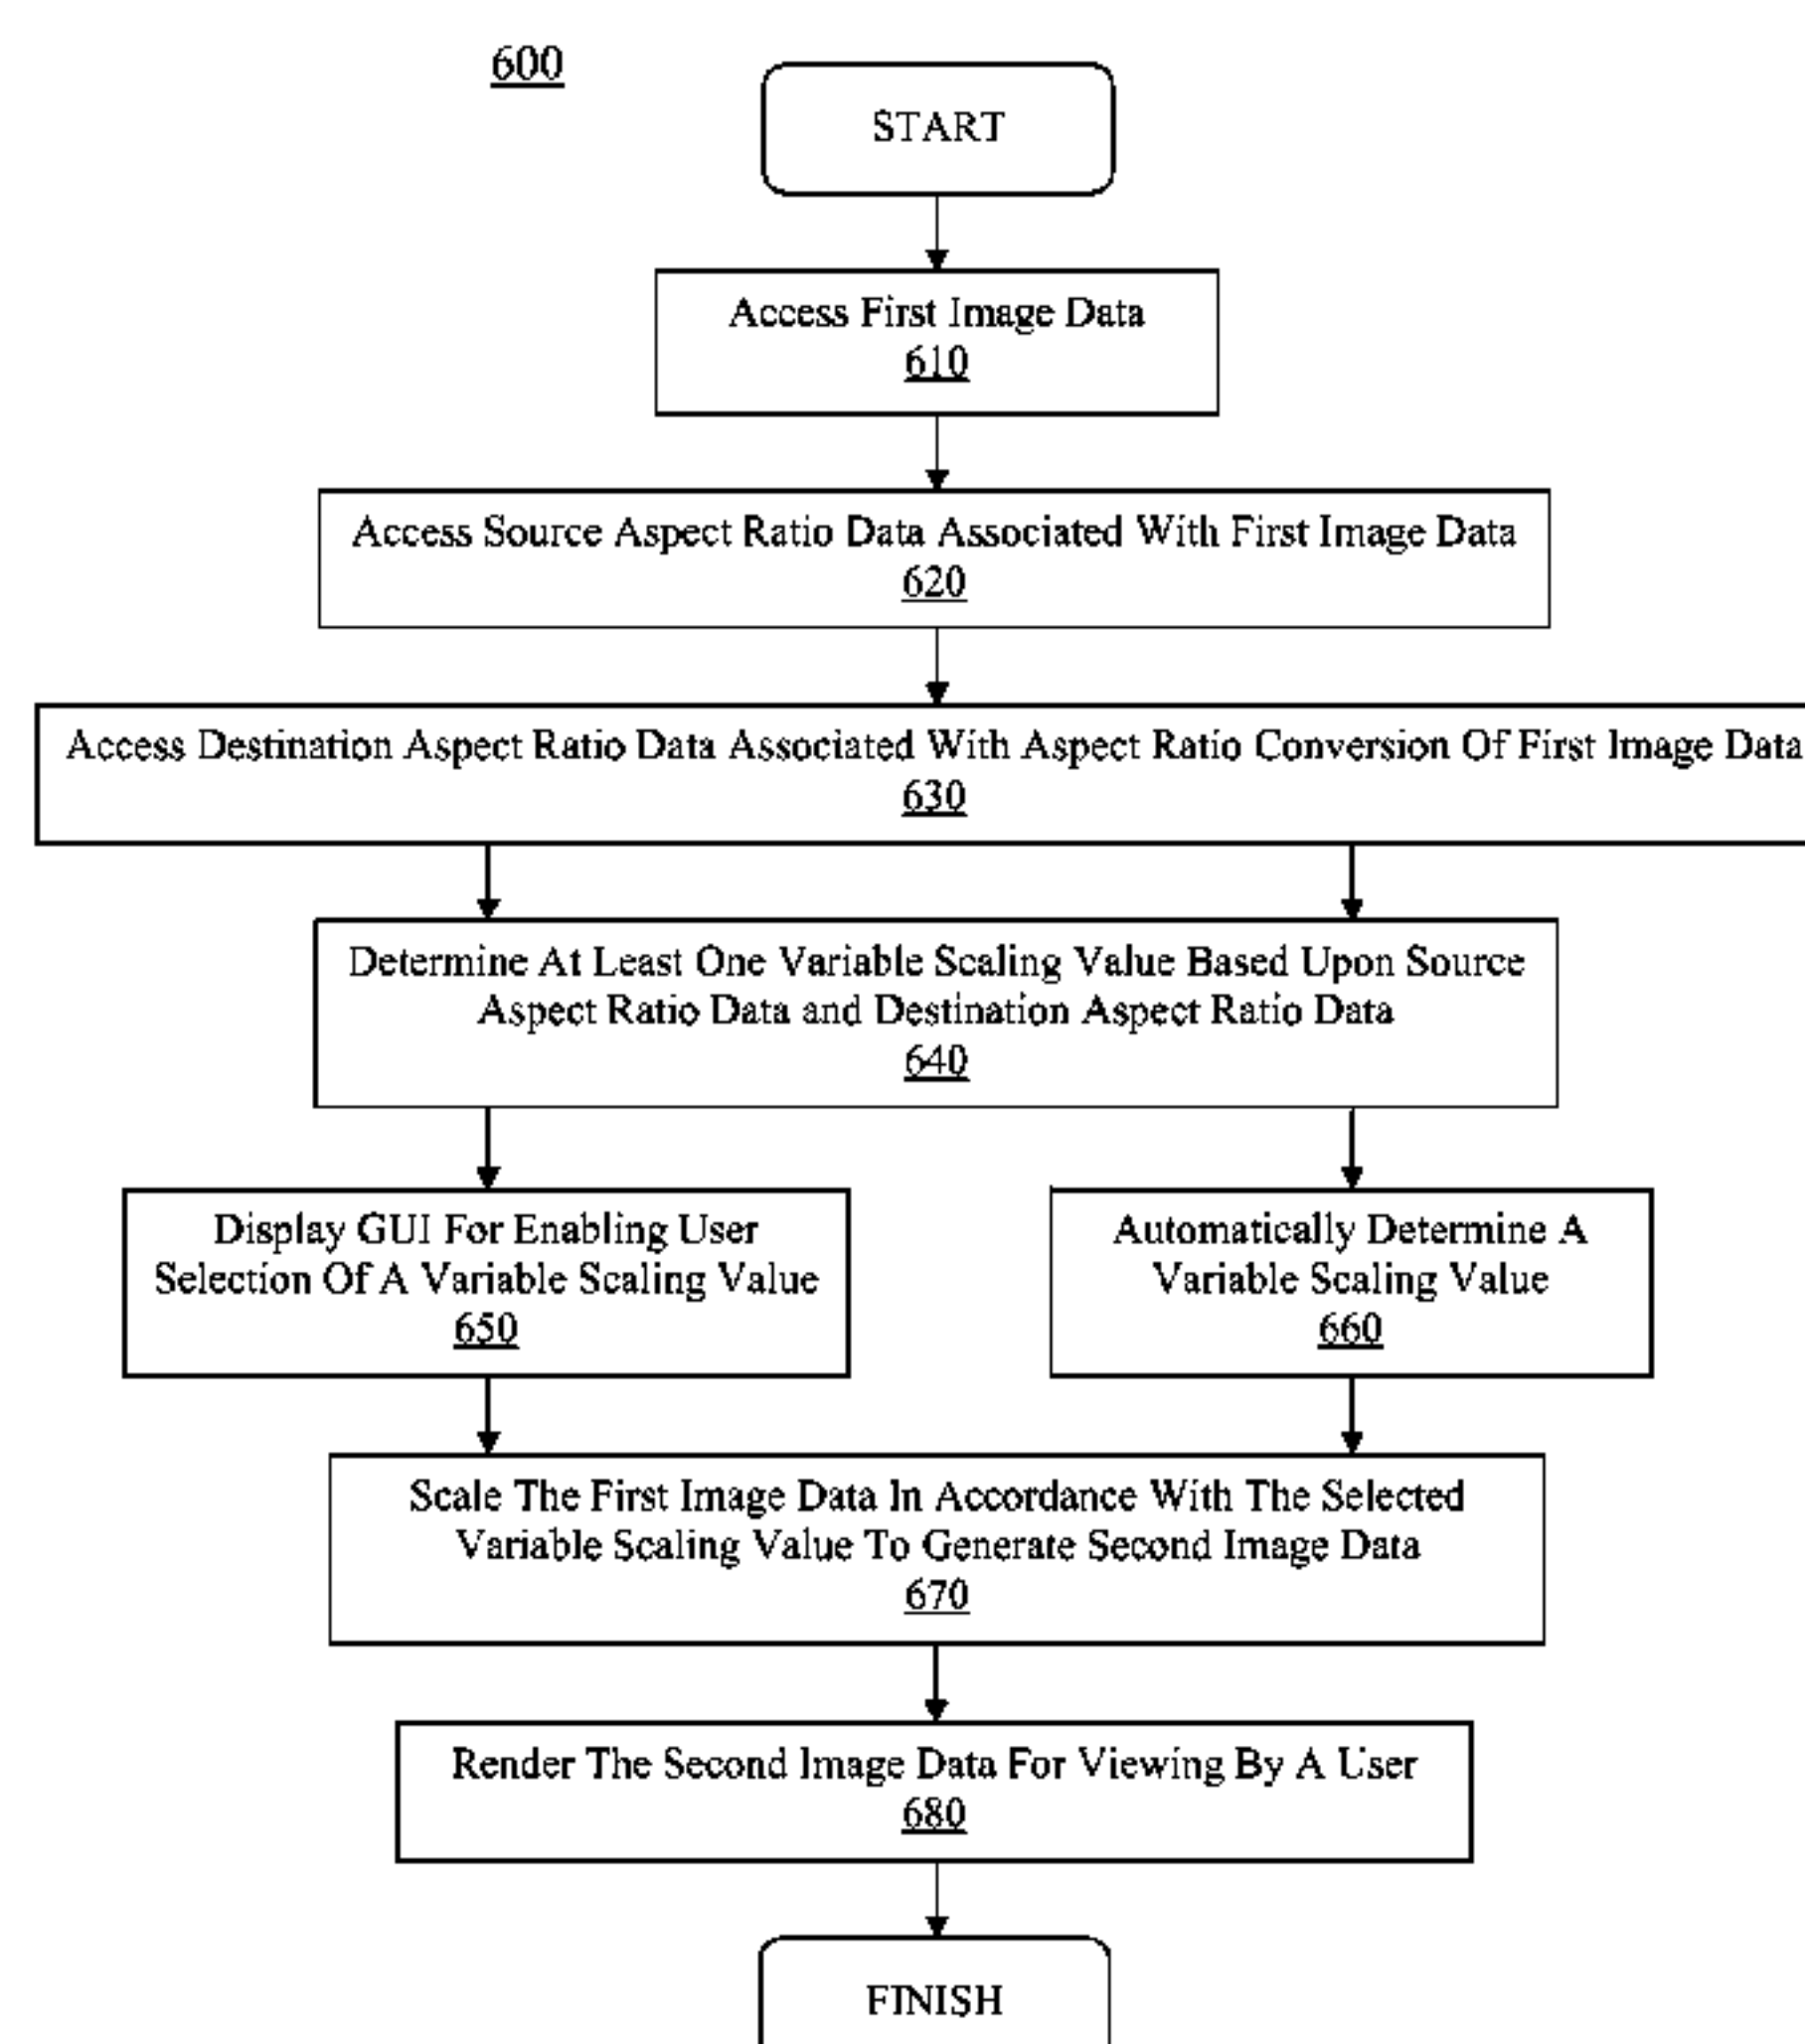 600
START
Access First Image Data
610
Access Source Aspect Ratio Data Associated With First Image Data
620
Access Destination Aspect Ratio Data Associated With Aspect Ratio Conversion Of First Image Data
630
Determine At Least One Variable Scaling Value Based Upon Source
Aspect Ratio Data and Destination Aspect Ratio Data
640
Display GUI For Enabling User
Selection Of A Variable Scaling Value
650
Automatically Determine A
Variable Scaling Value
660
Scale The First Image Data In Accordance With The Selected
Variable Scaling Value To Generate Second Image Data
670
Render The Second Image Data For Viewing By A User
680
FINISH